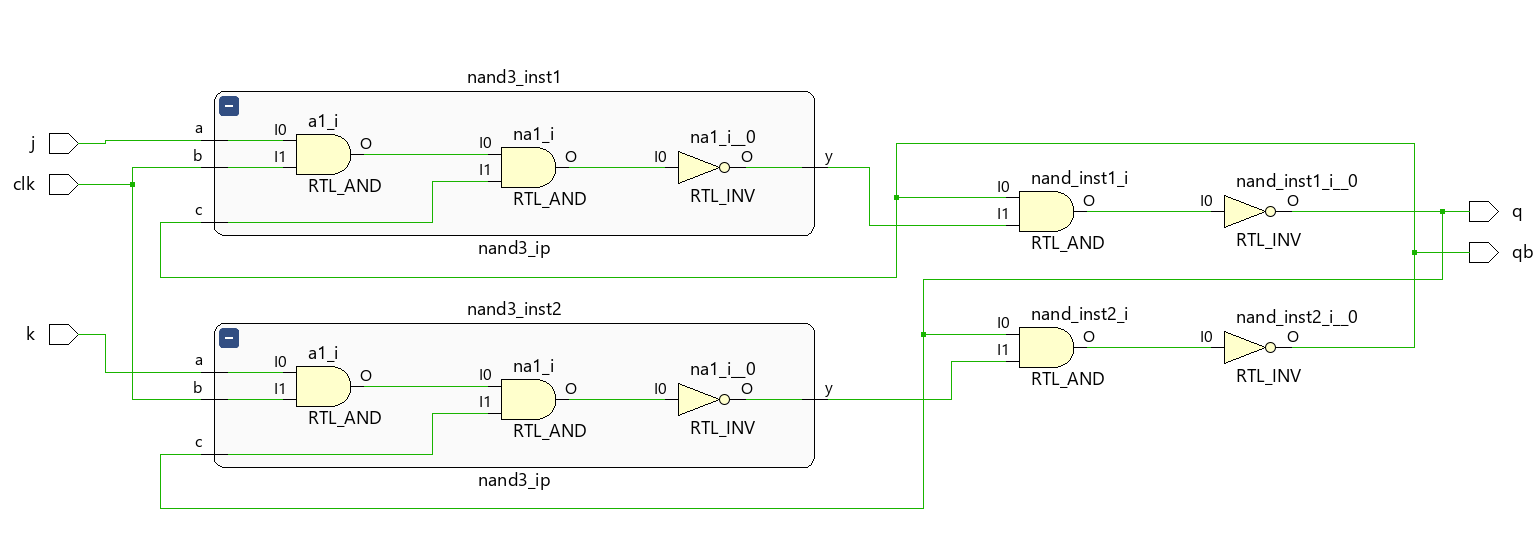 nand3_inst1
j
clk
a
b
c
I0
I1
a1_i
O
RTL_AND
I0
I1
na1_i
O
RTL_AND
I0
na1_i__0
O
RTL_INV
y
nand3_ip
I0
I1
nand_inst1_i
O
RTL_AND
I0
nand_inst1_i__0
O
RTL_INV
q
qb
nand3_inst2
k
a
b
c
I0
I1
a1_i
O
RTL_AND
I0
I1
na1_i
O
RTL_AND
I0
na1_i__0
O
RTL_INV
y
nand3_ip
I0
I1
nand_inst2_i
O
RTL_AND
I0
nand_inst2_i__0
O
RTL_INV